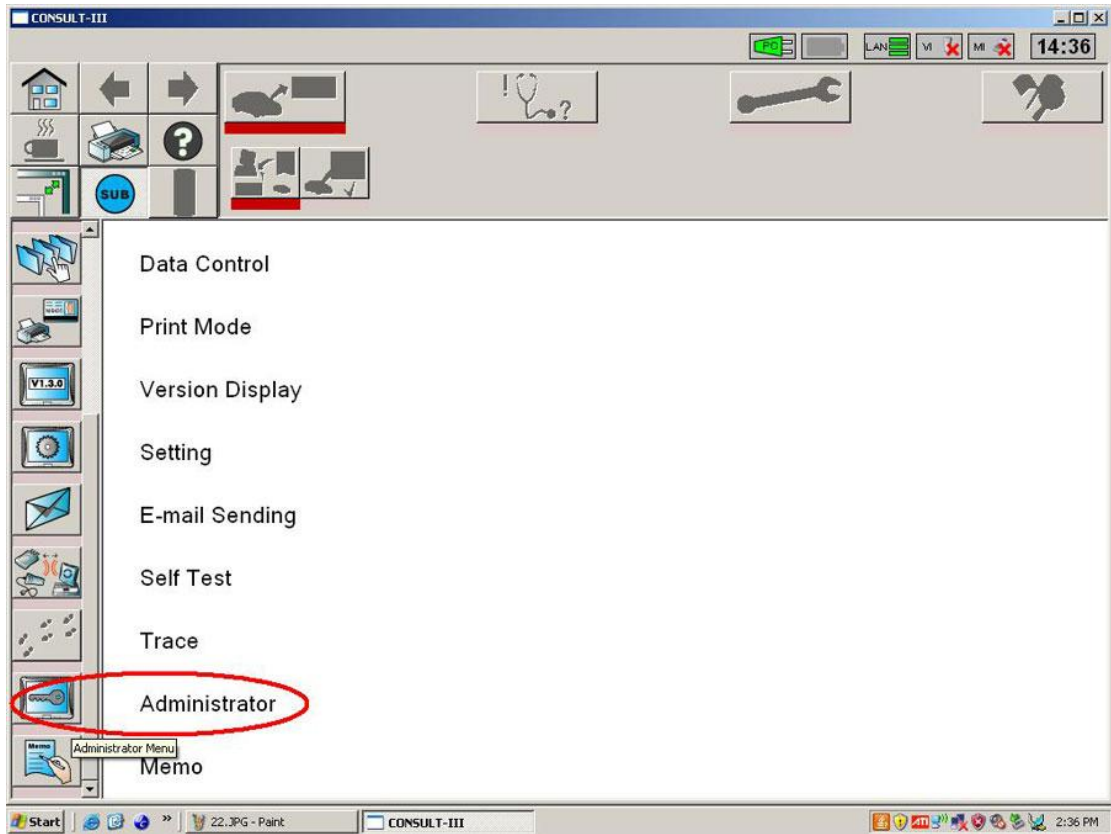 CONSULT-III
PC LAN VI MI 14:36
! ?
?
SUB
Data Control
Print Mode
V1.3.0
Version Display
Setting
E-mail Sending
Self Test
Trace
Administrator
Administrator Menu
Memo
Memo
Start » 22.JPG - Paint CONSULT-III ATI 2:36 PM